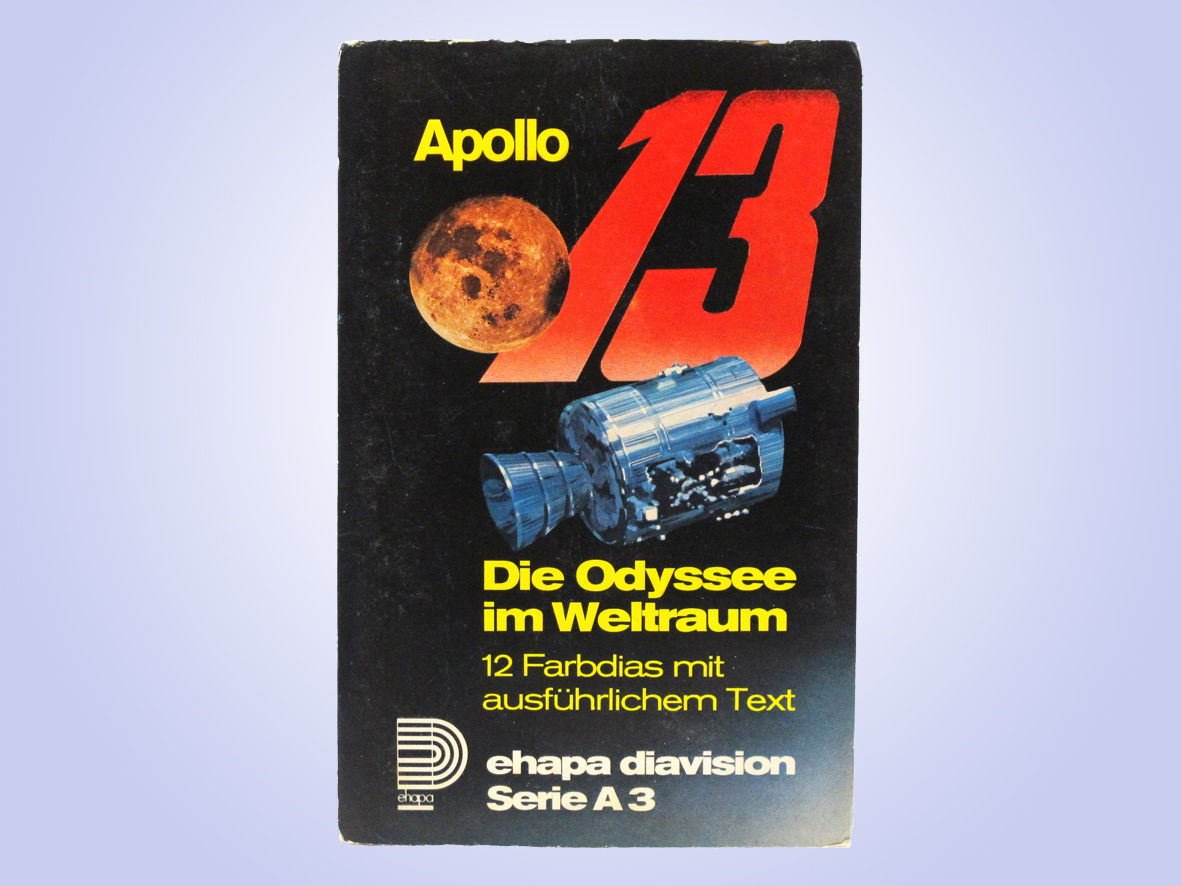 Apollo 13
Die Odyssee
im Weltraum
12 Farbdias mit
ausführlichem Text
ehapa
ehapa diavision
Serie A 3